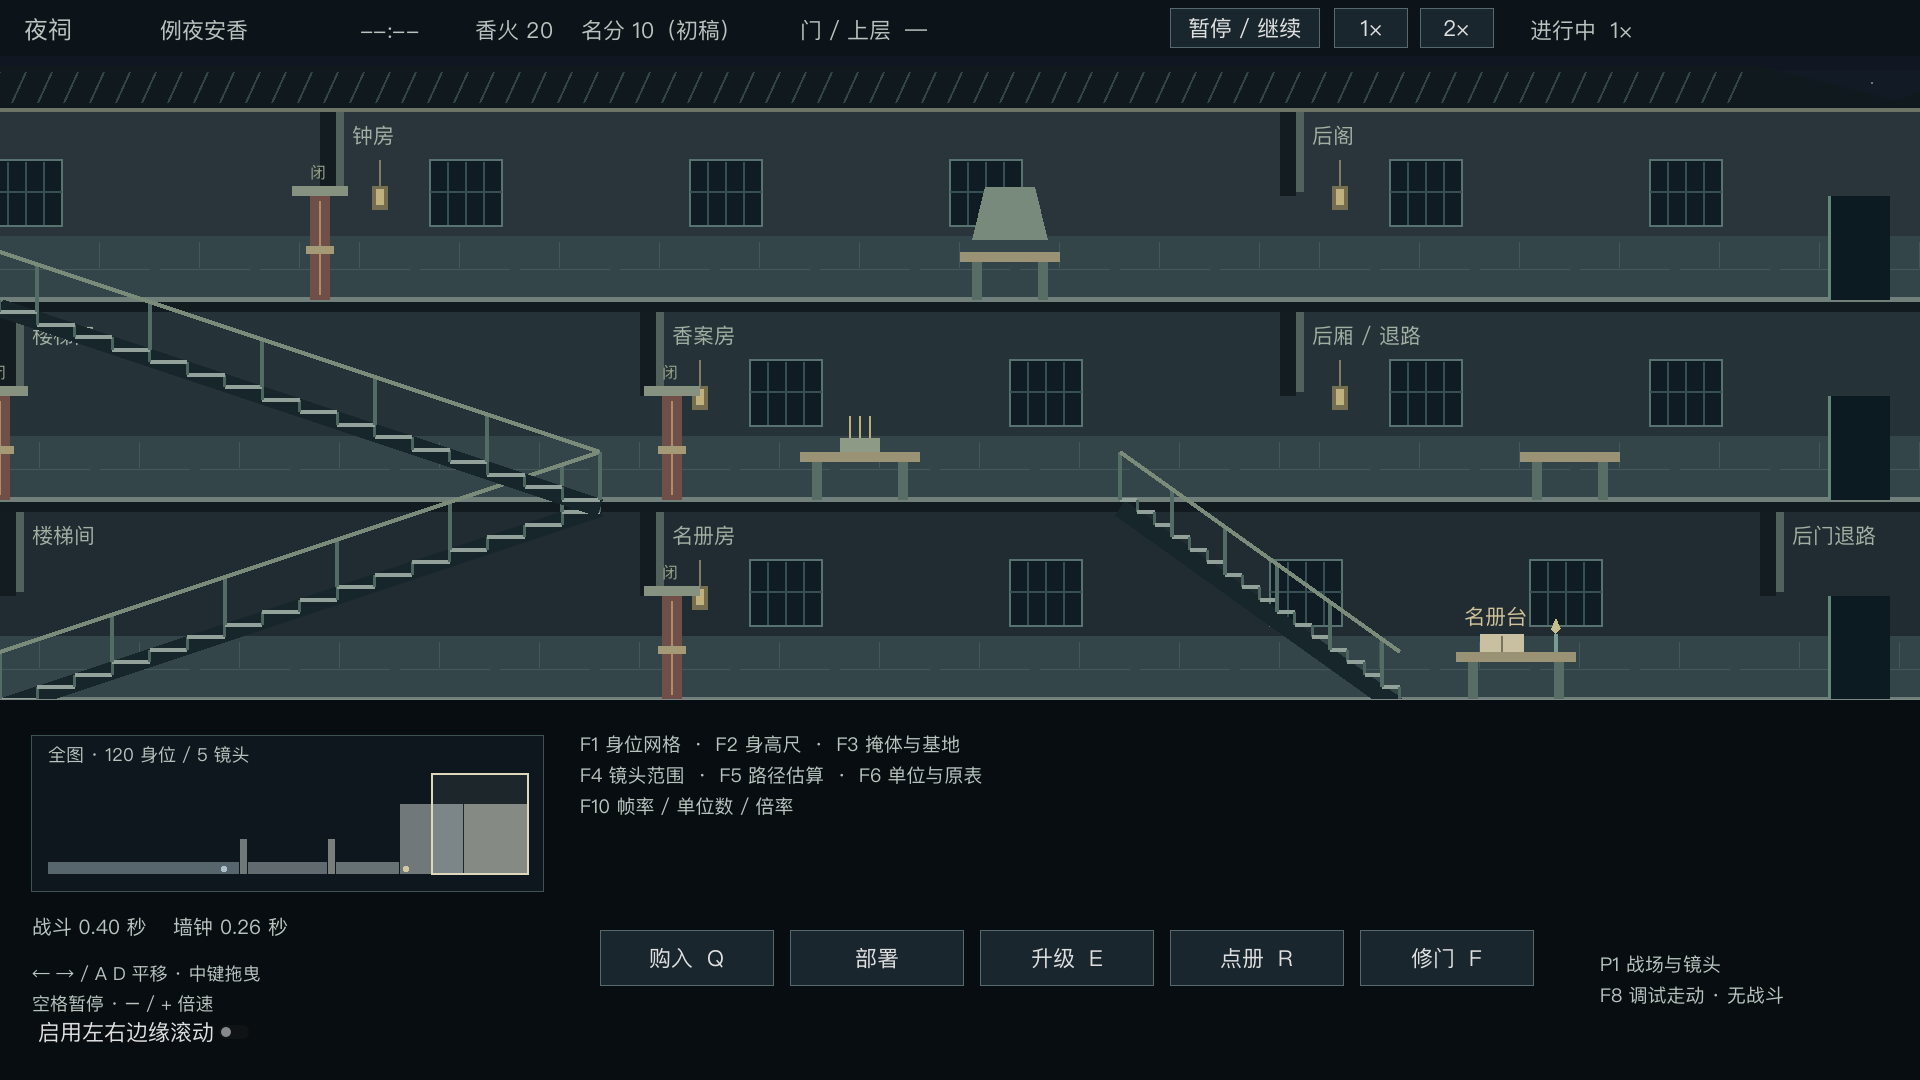 夜祠 例夜安香 --:-- 香火 20 名分 10（初稿） 门 / 上层 — 暂停 / 继续 1× 2× 进行中 1×
钟房
后阁
闭
香案房
后厢 / 退路
闭
楼梯间
名册房
后门退路
闭
名册台
全图 · 120 身位 / 5 镜头
F1 身位网格 · F2 身高尺 · F3 掩体与基地
F4 镜头范围 · F5 路径估算 · F6 单位与原表
F10 帧率 / 单位数 / 倍率
战斗 0.40 秒 墙钟 0.26 秒
←→ / A D 平移 · 中键拖曳
空格暂停 · − / + 倍速
启用左右边缘滚动
购入 Q
部署
升级 E
点册 R
修门 F
P1 战场与镜头
F8 调试走动 · 无战斗